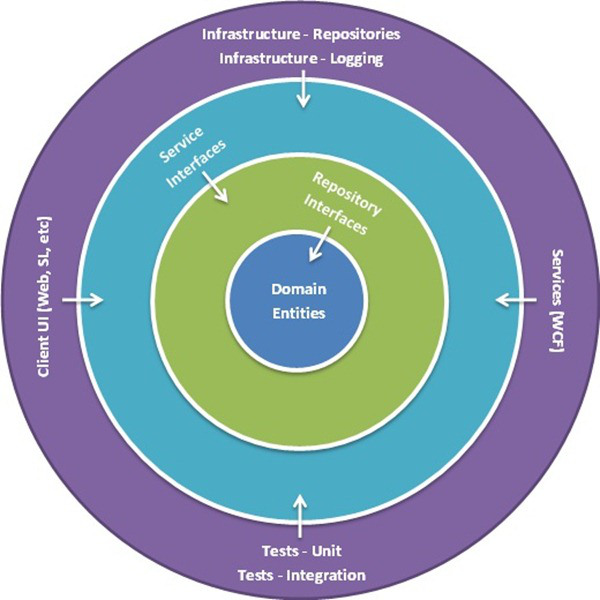 Infrastructure - Repositories
Infrastructure - Logging
Service
Interfaces
Repository
Interfaces
Domain
Entities
Client UI (Web, SL, etc)
Services (WCF)
Tests - Unit
Tests - Integration